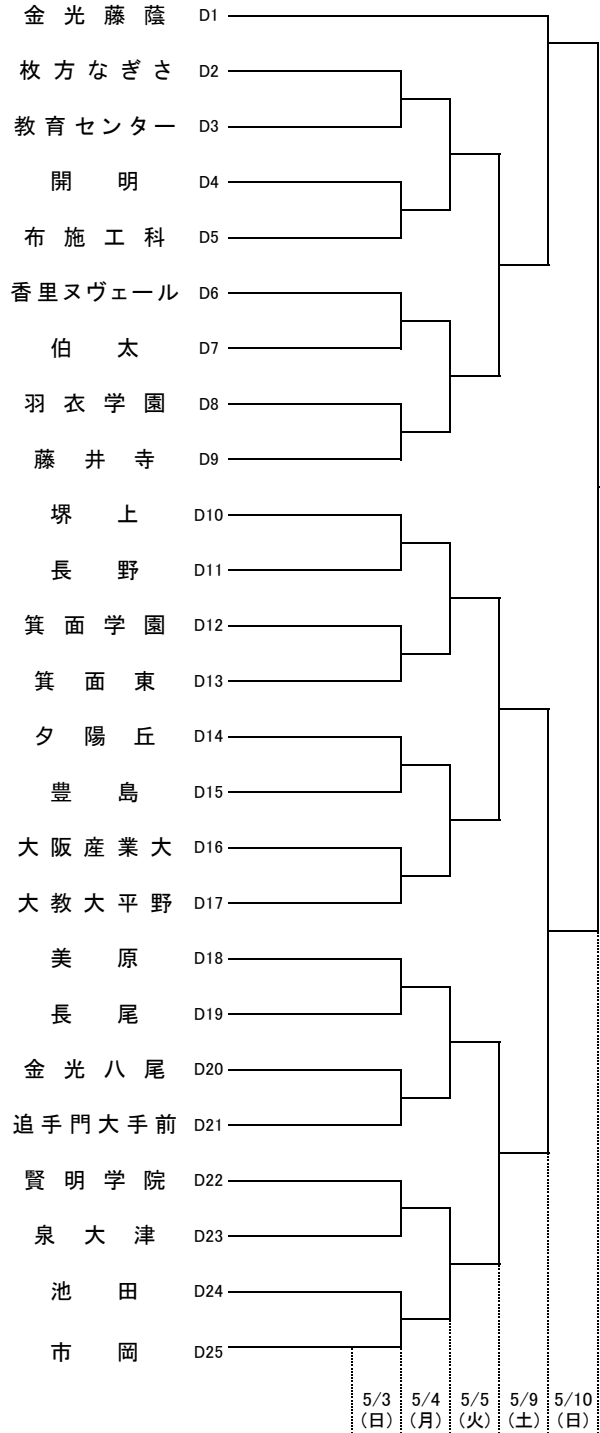 金光藤蔭 D1
枚方なぎさ D2
教育センター D3
開明 D4
布施工科 D5
香里ヌヴェール D6
伯太 D7
羽衣学園 D8
藤井寺 D9
堺上 D10
長野 D11
箕面学園 D12
箕面東 D13
夕陽丘 D14
豊島 D15
大阪産業大 D16
大教大平野 D17
美原 D18
長尾 D19
金光八尾 D20
追手門大手前 D21
賢明学院 D22
泉大津 D23
池田 D24
市岡 D25
5/3 5/4 5/5 5/9 5/10
(日) (月) (火) (土) (日)